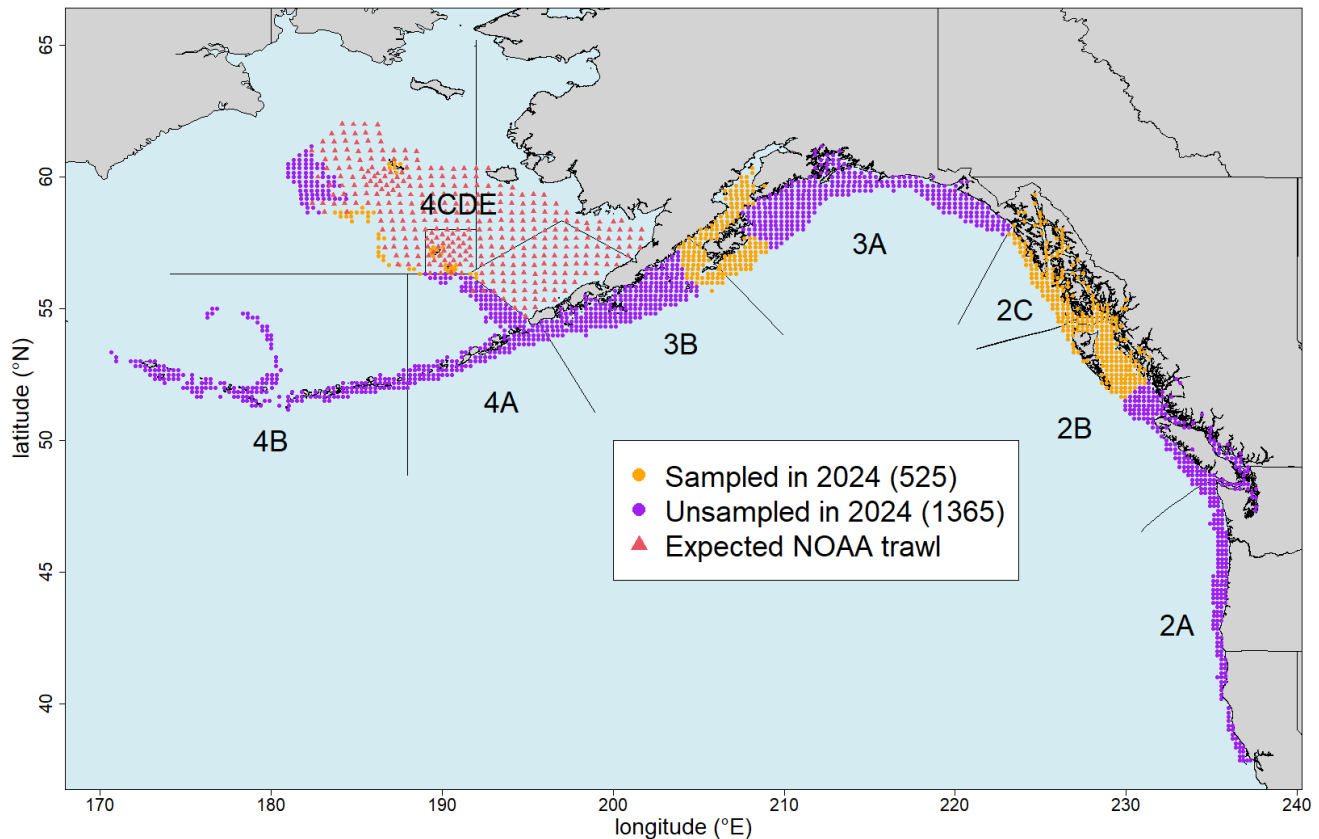 65
60
55
50
45
40
latitude (°N)
4CDE
3A
2C
3B
4A
2B
4B
2A
Sampled in 2024 (525)
Unsampled in 2024 (1365)
Expected NOAA trawl
170
180
190
200
210
220
230
240
longitude (°E)